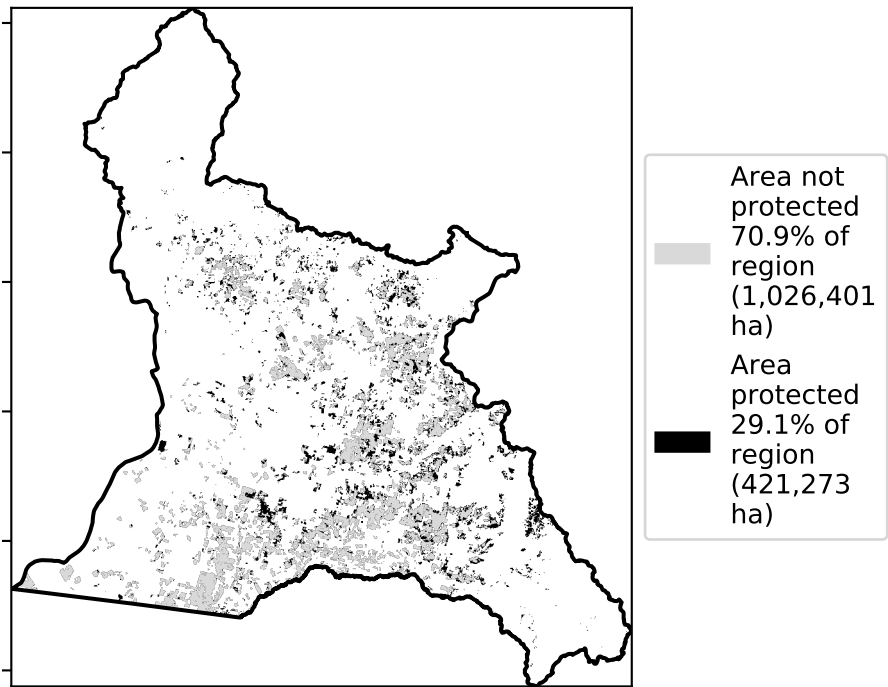 Area not
protected
70.9% of
region
(1,026,401
ha)
Area
protected
29.1% of
region
(421,273
ha)